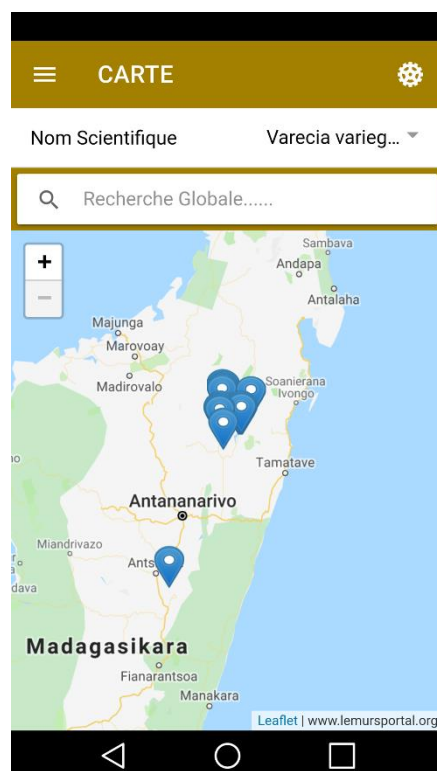 CARTE
Nom Scientifique
Varecia varieg...
Recherche Globale......
+
−
Sambava
Andapa
Antalaha
Majunga
Marovoay
Madirovalo
Soanierana
Ivongo
Tamatave
Antananarivo
Miandrivazo
Ants
dava
Madagasikara
Fianarantsoa
Manakara
Leaflet | www.lemursportal.org